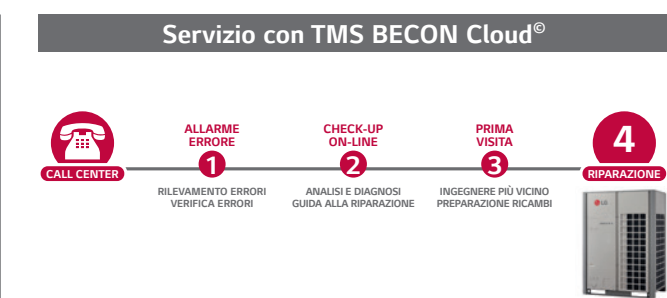 Servizio con TMS BECON Cloud©
CALL CENTER
ALLARME
ERRORE
1
RILEVAMENTO ERRORI
VERIFICA ERRORI
CHECK-UP
ON-LINE
2
ANALISI E DIAGNOSI
GUIDA ALLA RIPARAZIONE
PRIMA
VISITA
3
INGEGNERE PIÙ VICINO
PREPARAZIONE RICAMBI
4
RIPARAZIONE
LG